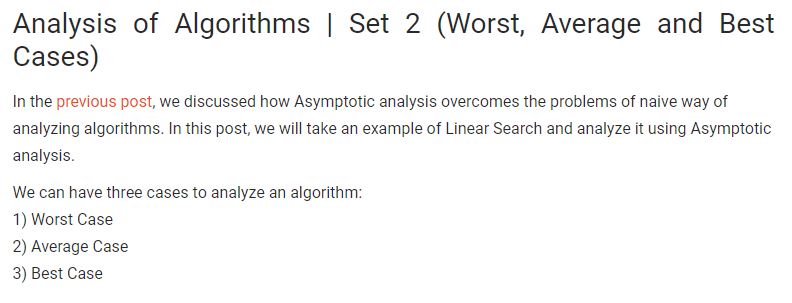 Analysis of Algorithms | Set 2 (Worst, Average and Best
Cases)
In the previous post, we discussed how Asymptotic analysis overcomes the problems of naive way of
analyzing algorithms. In this post, we will take an example of Linear Search and analyze it using Asymptotic
analysis.
We can have three cases to analyze an algorithm:
1) Worst Case
2) Average Case
3) Best Case